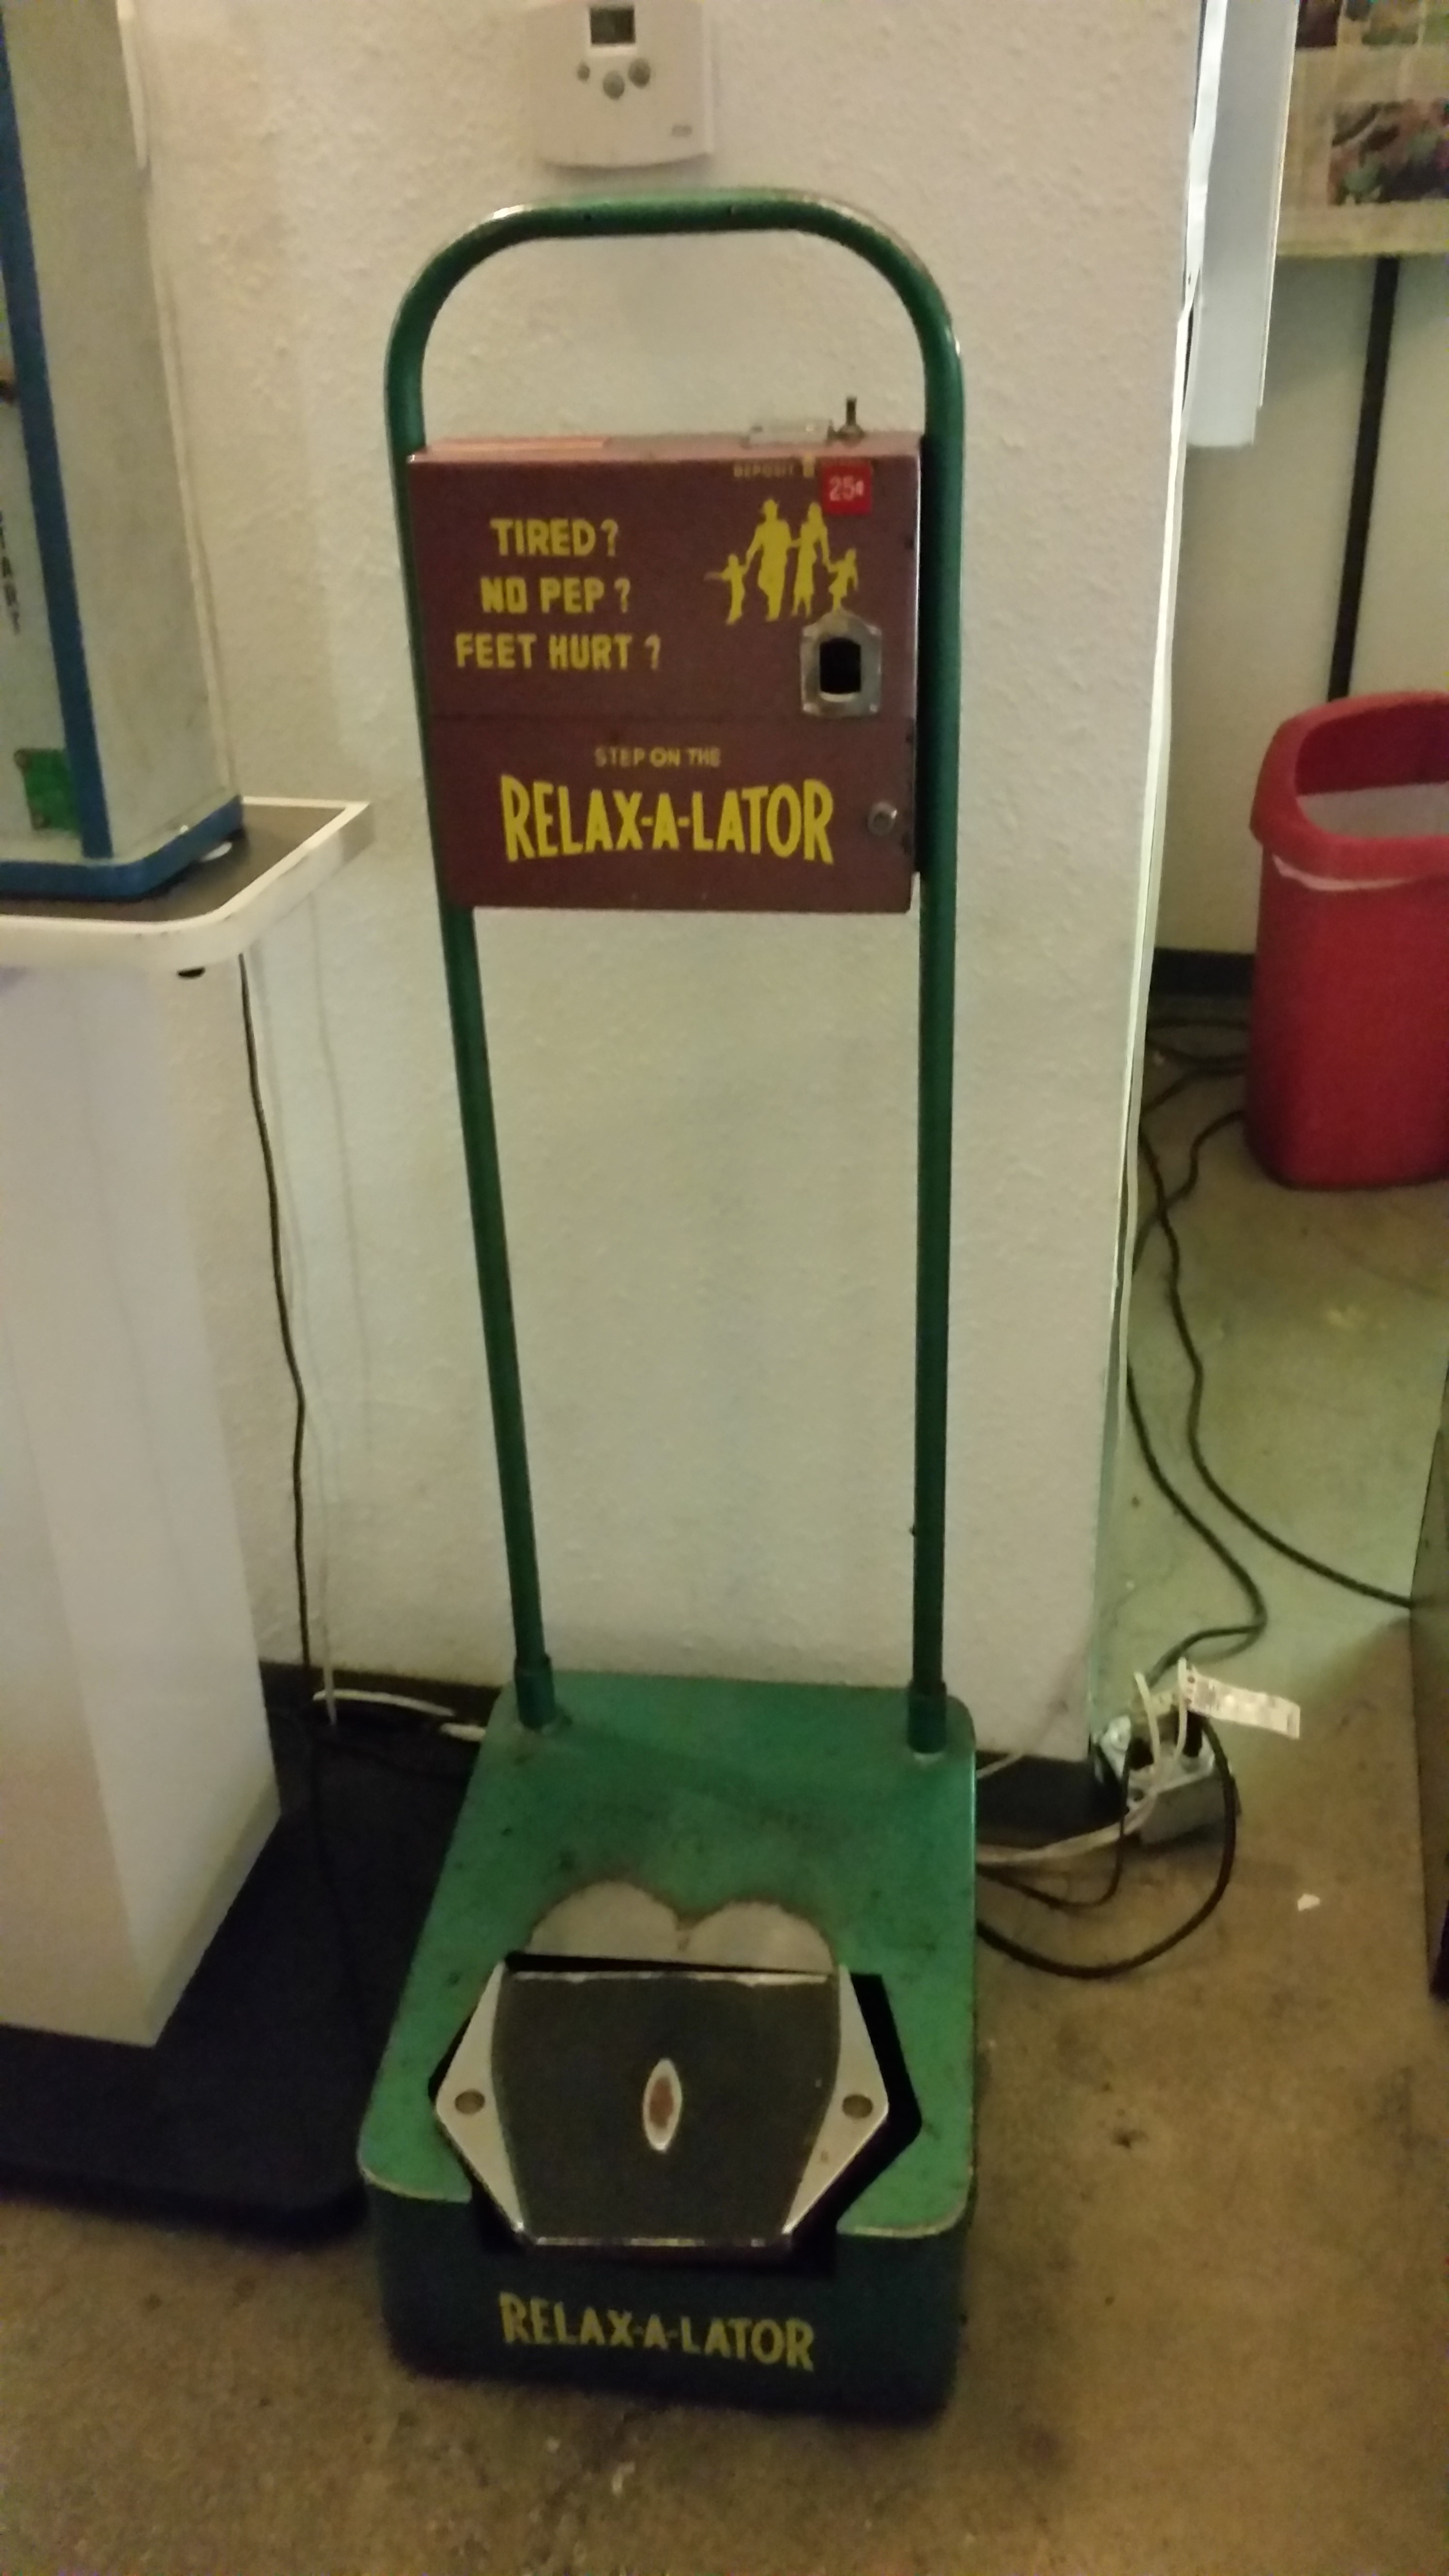 DEPOSIT
25¢
TIRED?
NO PEP?
FEET HURT?
STEP ON THE
RELAX-A-LATOR
RELAX-A-LATOR